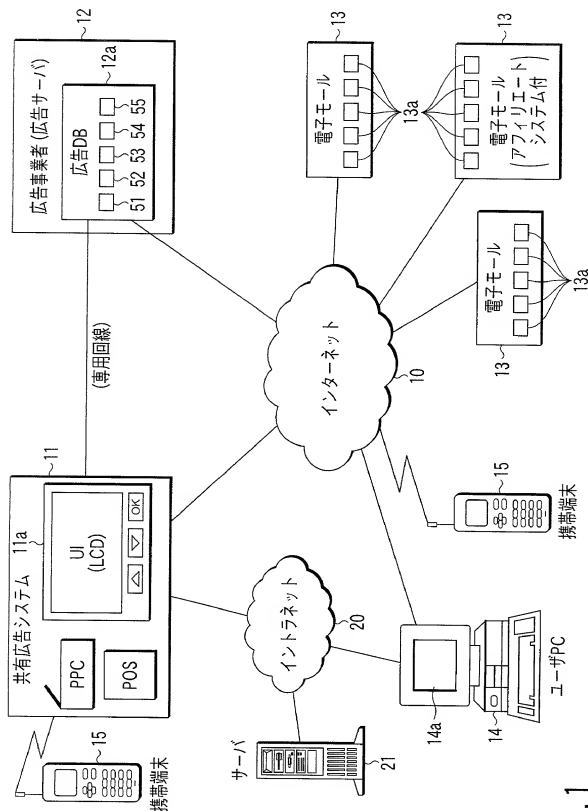 共有広告システム
11
11a
UI
(LCD)
OK
PPC
POS
15
携帯端末
(専用回線)
12
広告事業者(広告サーバ)
12a
広告DB
51
52
53
54
55
インターネット
10
イントラネット
20
サーバ
21
14a
14
ユーザPC
15
携帯端末
13
電子モール
13a
13
電子モール
(アフィリエート
システム付)
13
電子モール
13a
.1